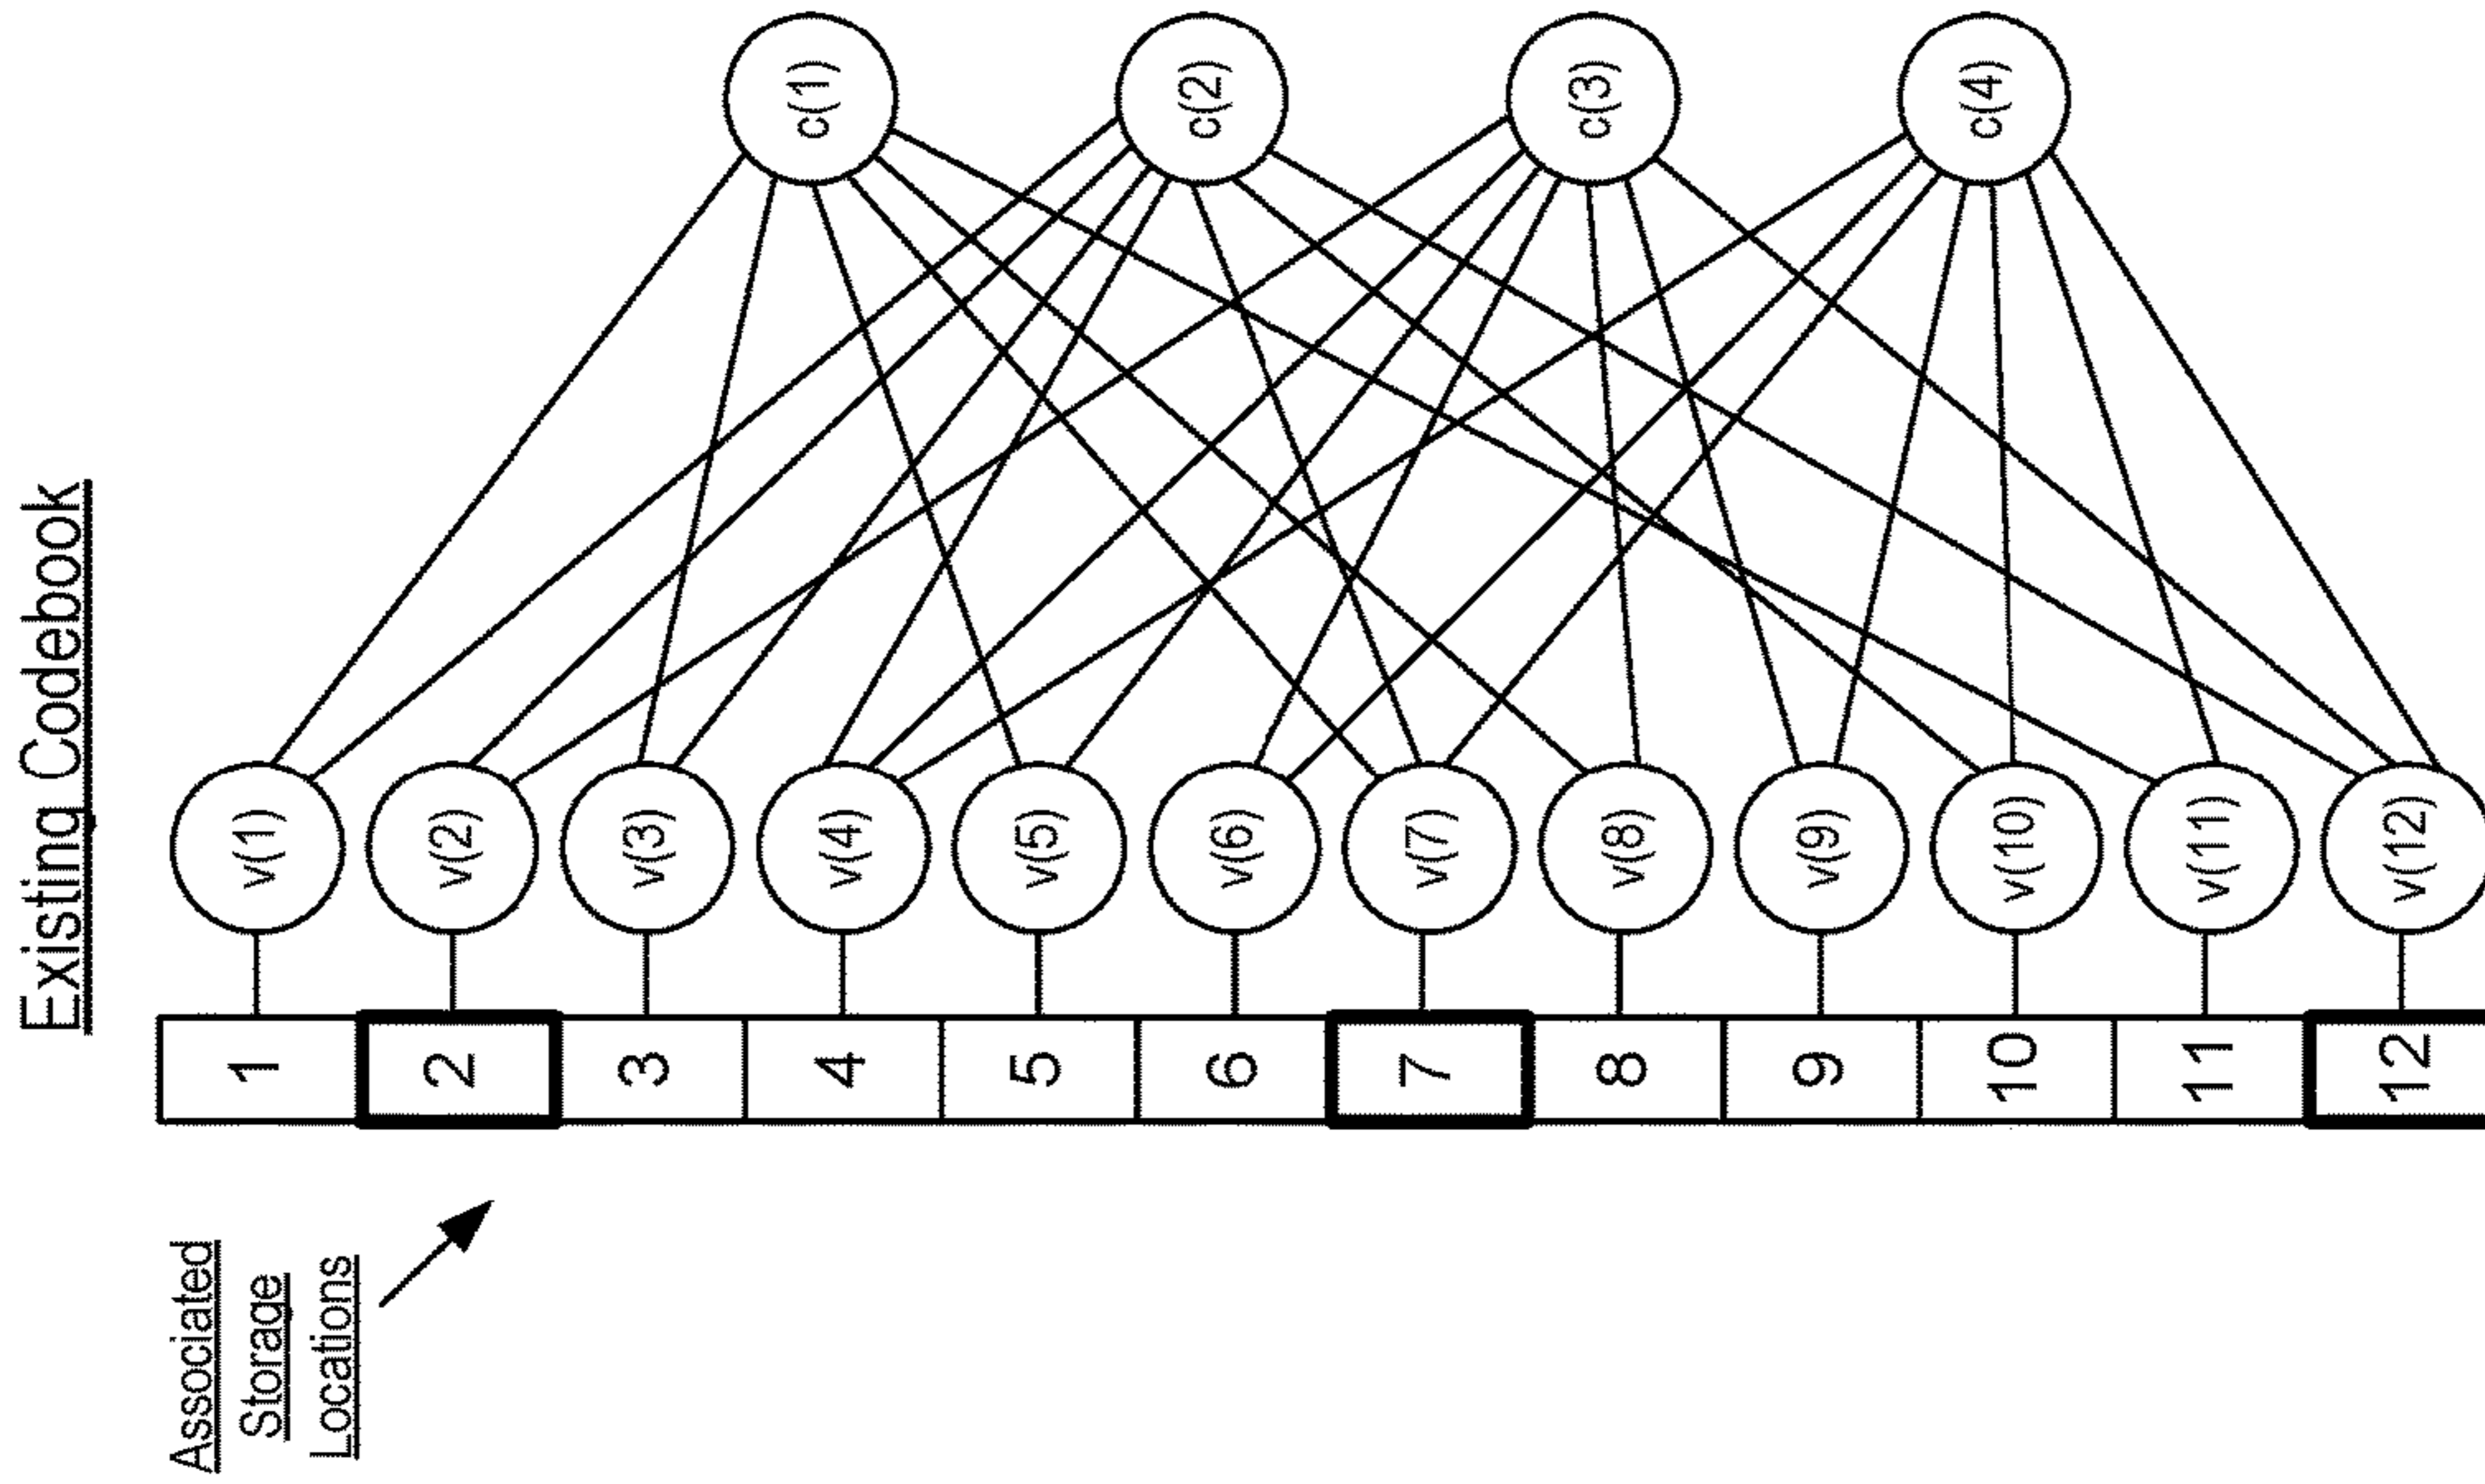 Existing Codebook
Associated
Storage
Locations
1
2
3
4
5
6
7
8
9
10
11
12
v(1)
v(2)
v(3)
v(4)
v(5)
v(6)
v(7)
v(8)
v(9)
v(10)
v(11)
v(12)
c(1)
c(2)
c(3)
c(4)